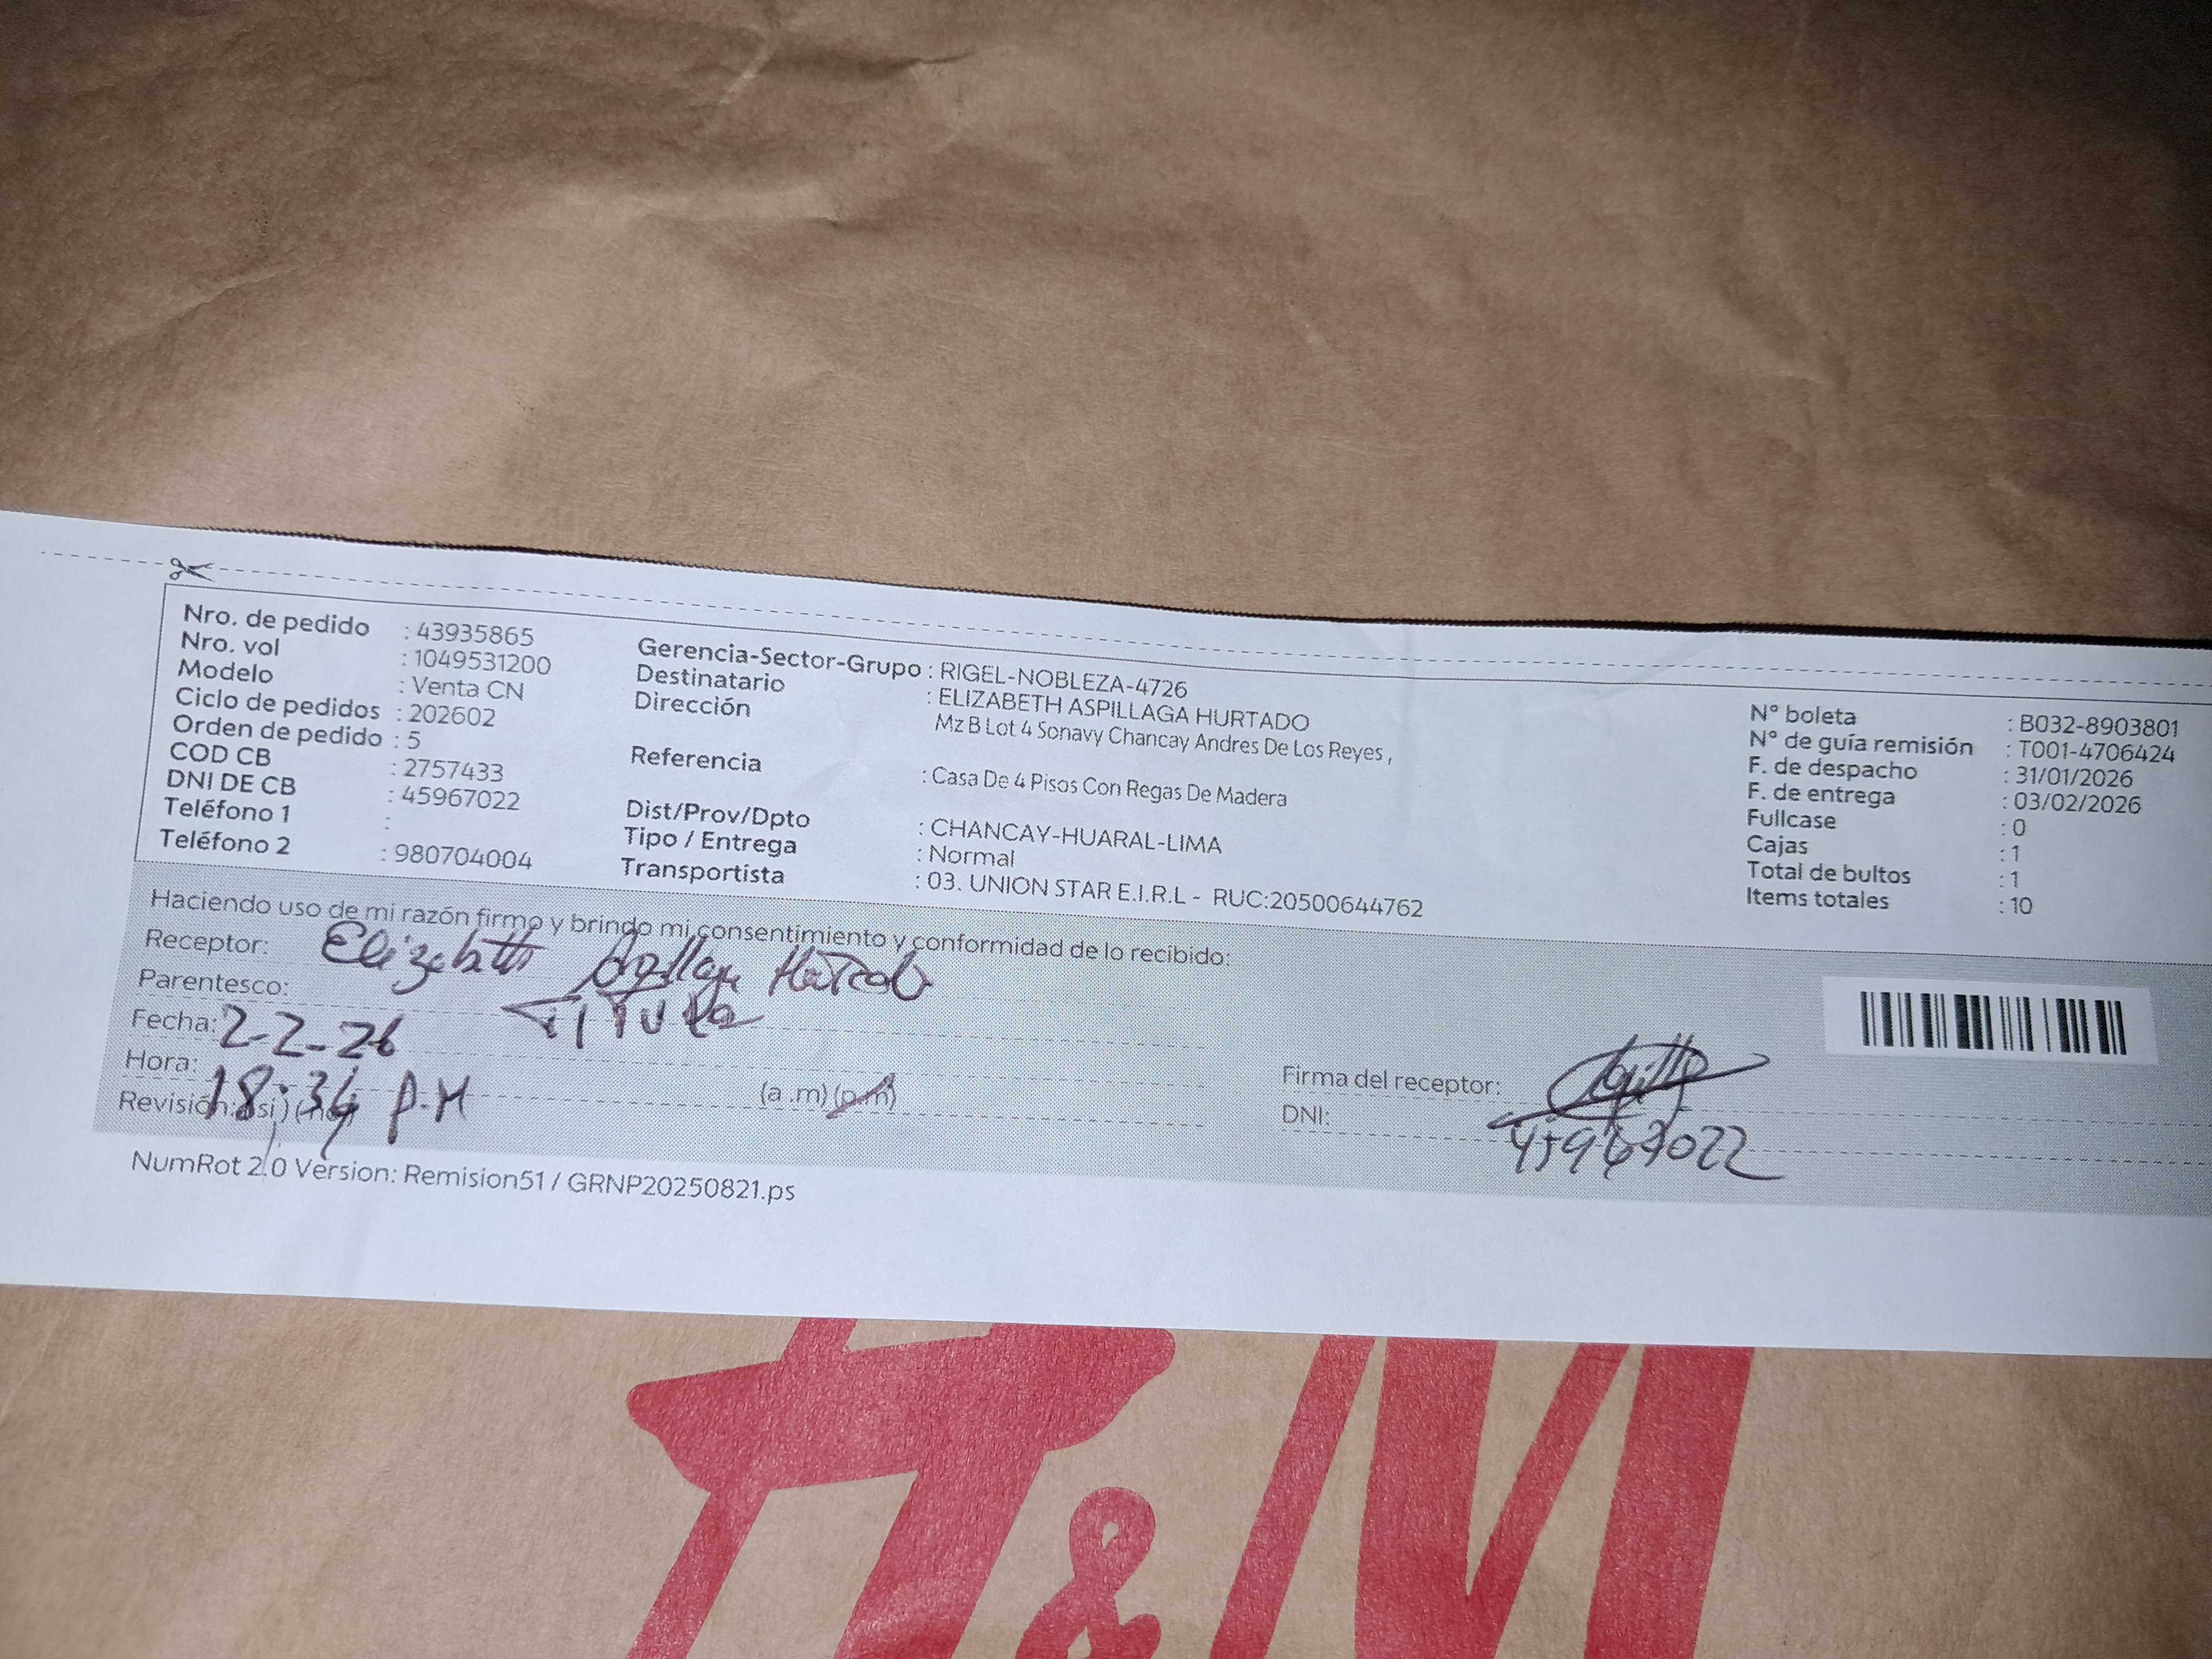 Nro. de pedido : 43935865
Nro. vol : 1049531200
Modelo : Venta CN
Ciclo de pedidos : 202602
Orden de pedido : 5
COD CB : 2757433
DNI DE CB : 45967022
Teléfono 1 :
Teléfono 2 : 980704004
Gerencia-Sector-Grupo : RIGEL-NOBLEZA-4726
Destinatario : ELIZABETH ASPILLAGA HURTADO
Dirección Mz B Lot 4 Sonavy Chancay Andres De Los Reyes ,
Referencia : Casa De 4 Pisos Con Regas De Madera
Dist/Prov/Dpto : CHANCAY-HUARAL-LIMA
Tipo / Entrega : Normal
Transportista : 03. UNION STAR E.I.R.L - RUC:20500644762
N° boleta : B032-8903801
N° de guía remisión : T001-4706424
F. de despacho : 31/01/2026
F. de entrega : 03/02/2026
Fullcase : 0
Cajas : 1
Total de bultos : 1
Items totales : 10
Haciendo uso de mi razón firmo y brindo mi consentimiento y conformidad de lo recibido:
Receptor: Elizabeth
Parentesco:
Fecha: 2-2-26
Hora: 18:34 P.M (a .m) (p.m)
Revisión: ( si ) ( no )
Firma del receptor:
DNI: 45967022
NumRot 2.0 Version: Remision51 / GRNP20250821.ps
H&M